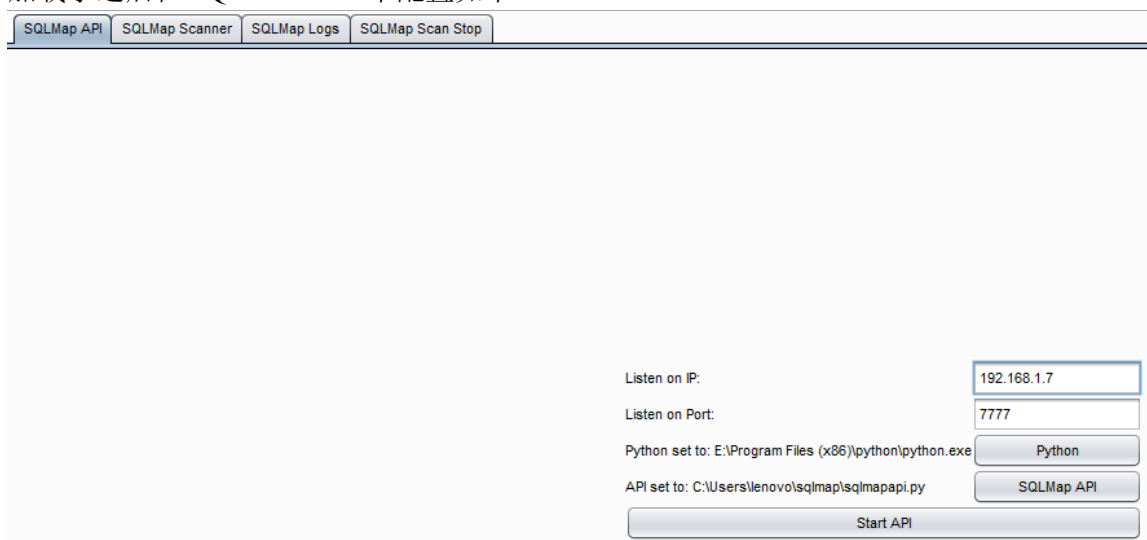 SQLMap API SQLMap Scanner SQLMap Logs SQLMap Scan Stop
Listen on IP: 192.168.1.7
Listen on Port: 7777
Python set to: E:\Program Files (x86)\python\python.exe Python
API set to: C:\Users\lenovo\sqlmap\sqlmapapi.py SQLMap API
Start API